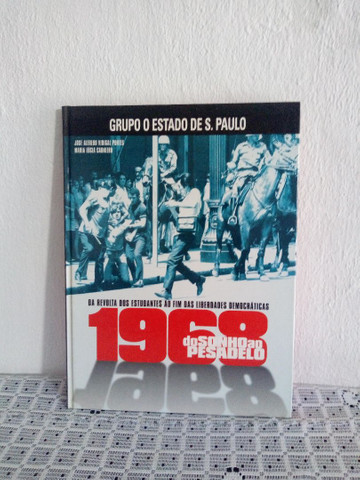 GRUPO O ESTADO DE S. PAULO
JOSÉ ALFREDO VIDIGAL PONTES
MARIA LÚCIA CARNEIRO
DA REVOLTA DOS ESTUDANTES AO FIM DAS LIBERDADES DEMOCRÁTICAS
1968
do SONHO ao
PESADELO